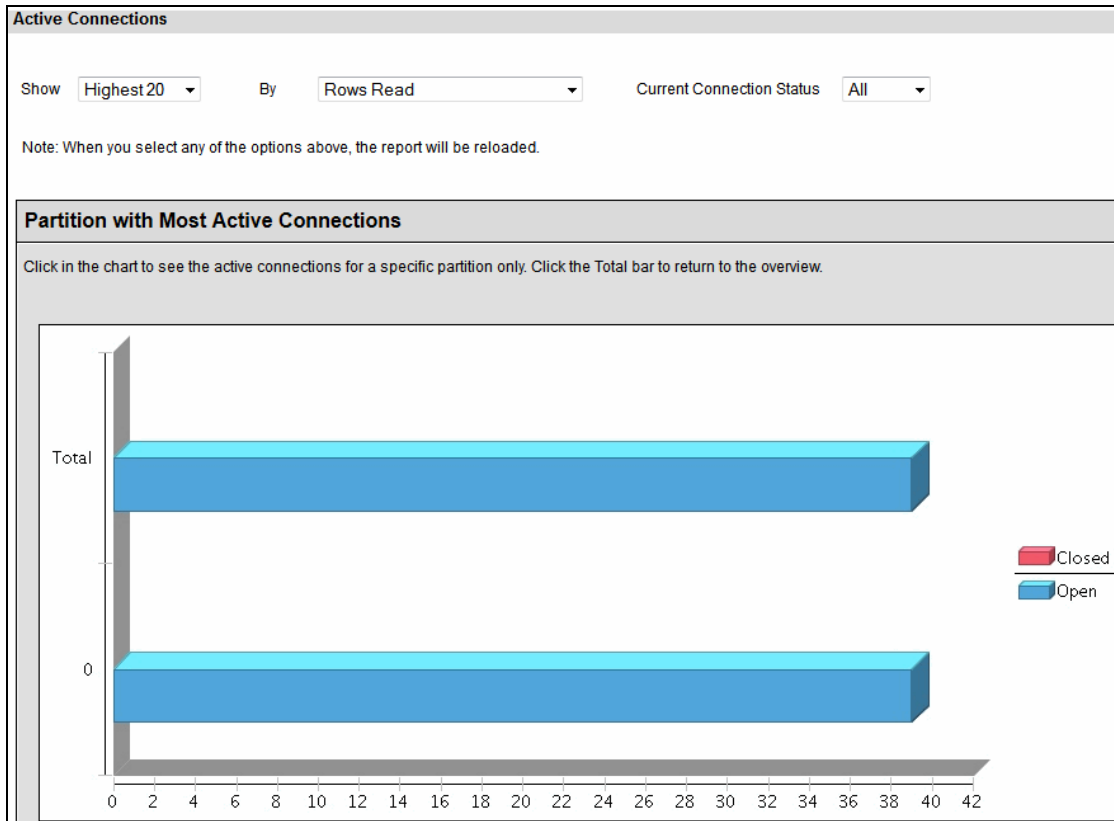 Active Connections
Show Highest 20 By Rows Read Current Connection Status All
Note: When you select any of the options above, the report will be reloaded.
Partition with Most Active Connections
Click in the chart to see the active connections for a specific partition only. Click the Total bar to return to the overview.
Total
Closed
Open
0
0 2 4 6 8 10 12 14 16 18 20 22 24 26 28 30 32 34 36 38 40 42